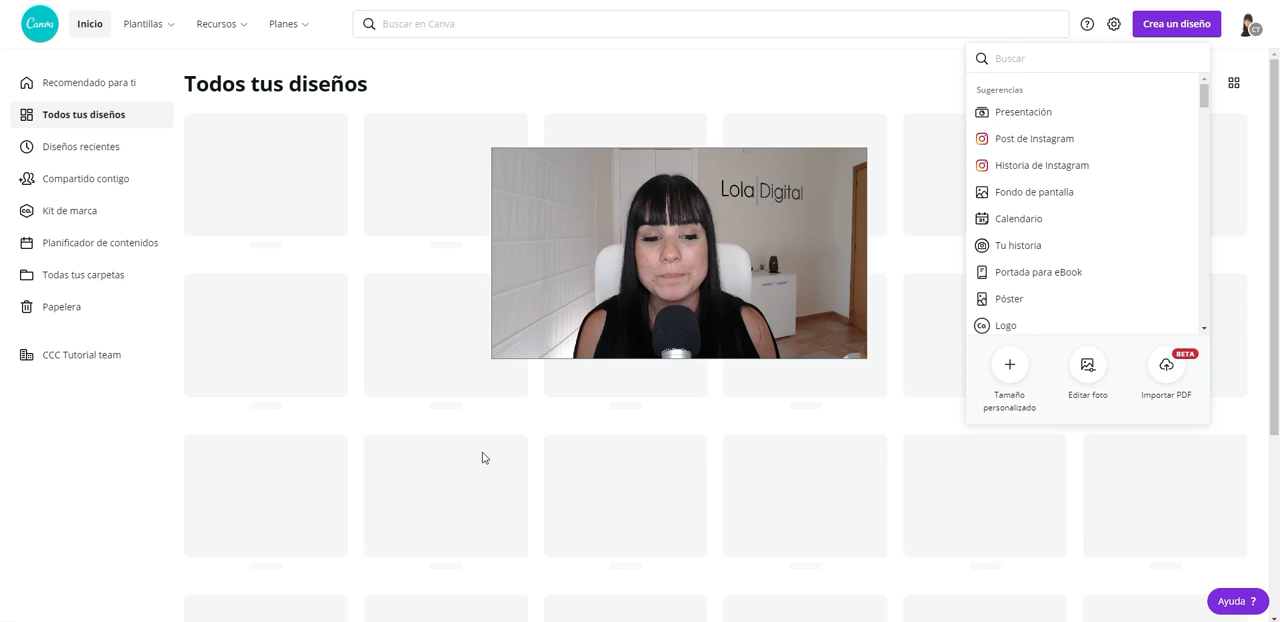 Canva
Inicio
Plantillas
Recursos
Planes
Buscar en Canva
Crea un diseño
CT
Recomendado para ti
Todos tus diseños
Diseños recientes
Compartido contigo
Kit de marca
Planificador de contenidos
Todas tus carpetas
Papelera
CCC Tutorial team
Todos tus diseños
Lola Digital
Buscar
Sugerencias
Presentación
Post de Instagram
Historia de Instagram
Fondo de pantalla
Calendario
Tu historia
Portada para eBook
Póster
Co
Logo
BETA
Tamaño
personalizado
Editar foto
Importar PDF
Ayuda ?